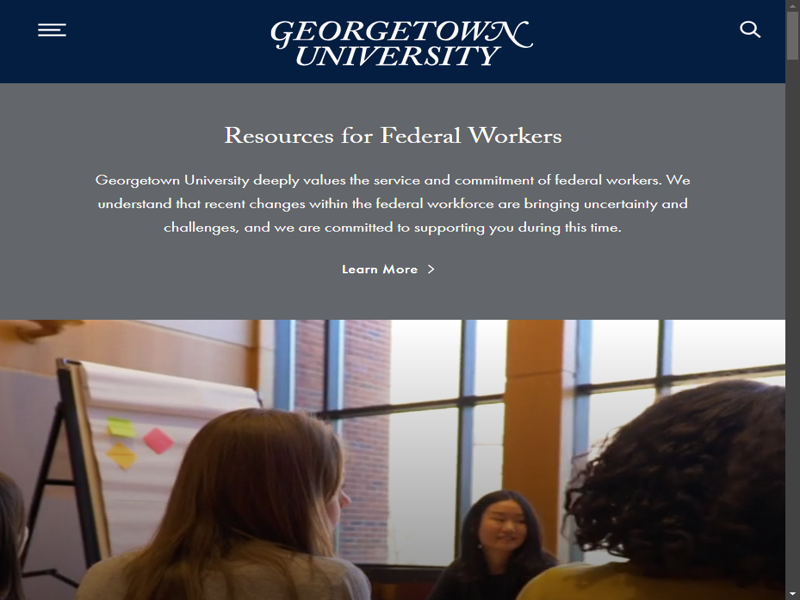 GEORGETOWN
UNIVERSITY
Resources for Federal Workers
Georgetown University deeply values the service and commitment of federal workers. We
understand that recent changes within the federal workforce are bringing uncertainty and
challenges, and we are committed to supporting you during this time.
Learn More